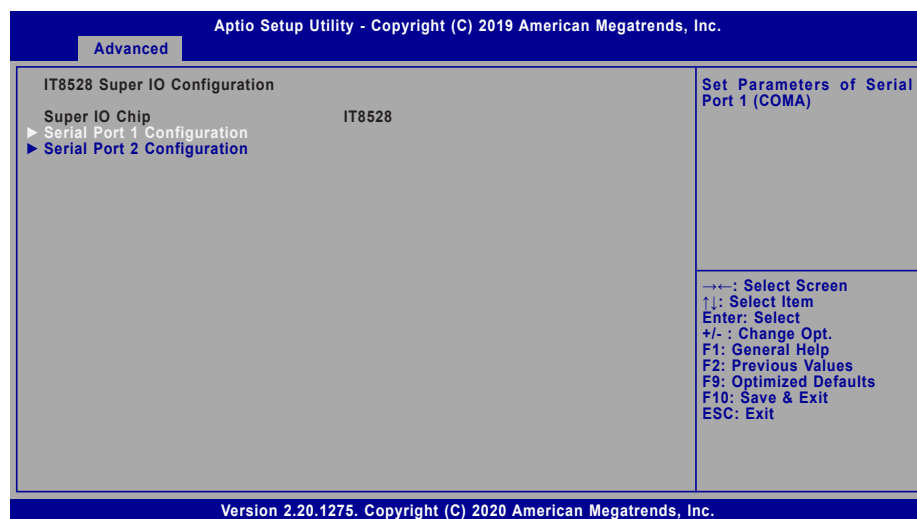 Aptio Setup Utility - Copyright (C) 2019 American Megatrends, Inc.
Advanced
IT8528 Super IO Configuration
Super IO Chip IT8528
► Serial Port 1 Configuration
► Serial Port 2 Configuration
Set Parameters of Serial
Port 1 (COMA)
→←: Select Screen
↑↓: Select Item
Enter: Select
+/- : Change Opt.
F1: General Help
F2: Previous Values
F9: Optimized Defaults
F10: Save & Exit
ESC: Exit
Version 2.20.1275. Copyright (C) 2020 American Megatrends, Inc.